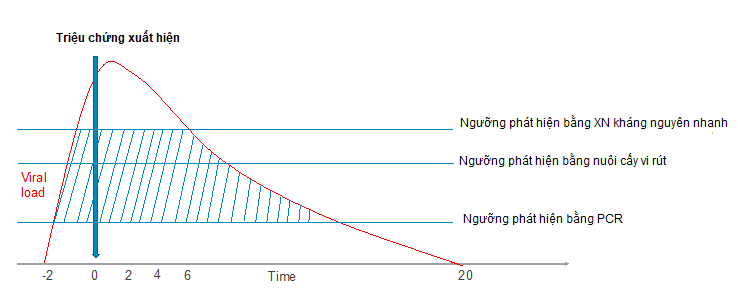 Triệu chứng xuất hiện
Ngưỡng phát hiện bằng XN kháng nguyên nhanh
Ngưỡng phát hiện bằng nuôi cấy vi rút
Viral
load
Ngưỡng phát hiện bằng PCR
-2 0 2 4 6 Time 20